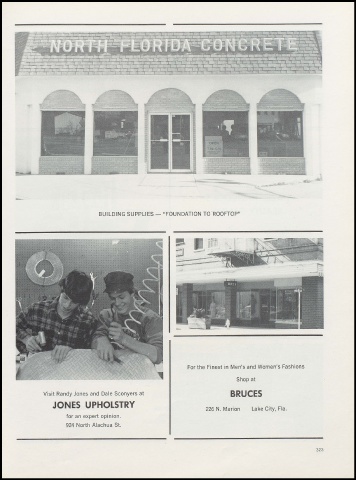 NORTH FLORIDA CONCRETE
BUILDING SUPPLIES — "FOUNDATION TO ROOFTOP"
Visit Randy Jones and Dale Sconyers at
JONES UPHOLSTRY
for an expert opinion.
924 North Alachua St.
For the Finest in Men's and Women's Fashions
Shop at
BRUCES
226 N. Marion Lake City, Fla.